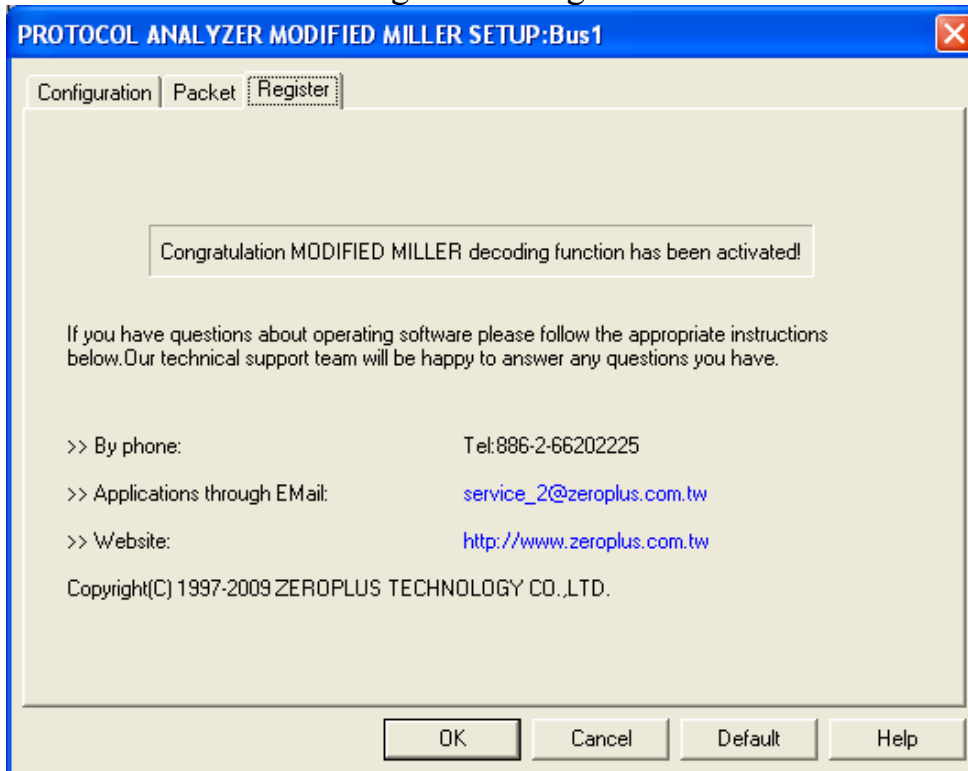 PROTOCOL ANALYZER MODIFIED MILLER SETUP:Bus1
Configuration Packet Register
Congratulation MODIFIED MILLER decoding function has been activated!
If you have questions about operating software please follow the appropriate instructions
below.Our technical support team will be happy to answer any questions you have.
>> By phone: Tel:886-2-66202225
>> Applications through EMail: service_2@zeroplus.com.tw
>> Website: http://www.zeroplus.com.tw
Copyright(C) 1997-2009 ZEROPLUS TECHNOLOGY CO.,LTD.
OK Cancel Default Help